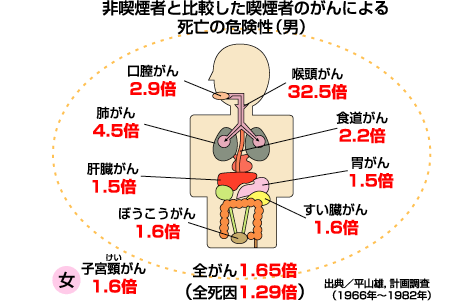 非喫煙者と比較した喫煙者のがんによる
死亡の危険性（男）
口膣がん
2.9倍
喉頭がん
32.5倍
肺がん
4.5倍
食道がん
2.2倍
肝臓がん
1.5倍
胃がん
1.5倍
ぼうこうがん
1.6倍
すい臓がん
1.6倍
女
けい
子宮頸がん
1.6倍
全がん1.65倍
（全死因1.29倍）
出典／平山雄，計画調査
（1966年～1982年）